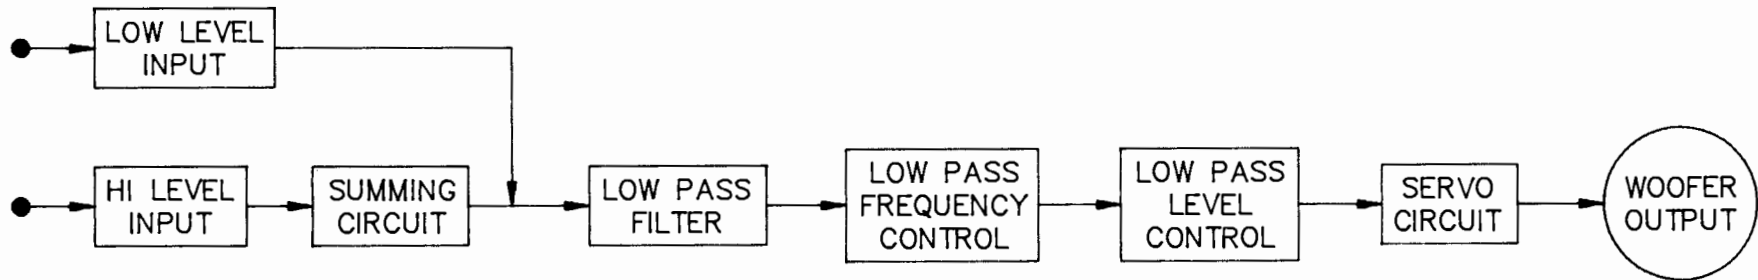 LOW LEVEL
INPUT
HI LEVEL
INPUT
SUMMING
CIRCUIT
LOW PASS
FILTER
LOW PASS
FREQUENCY
CONTROL
LOW PASS
LEVEL
CONTROL
SERVO
CIRCUIT
WOOFER
OUTPUT